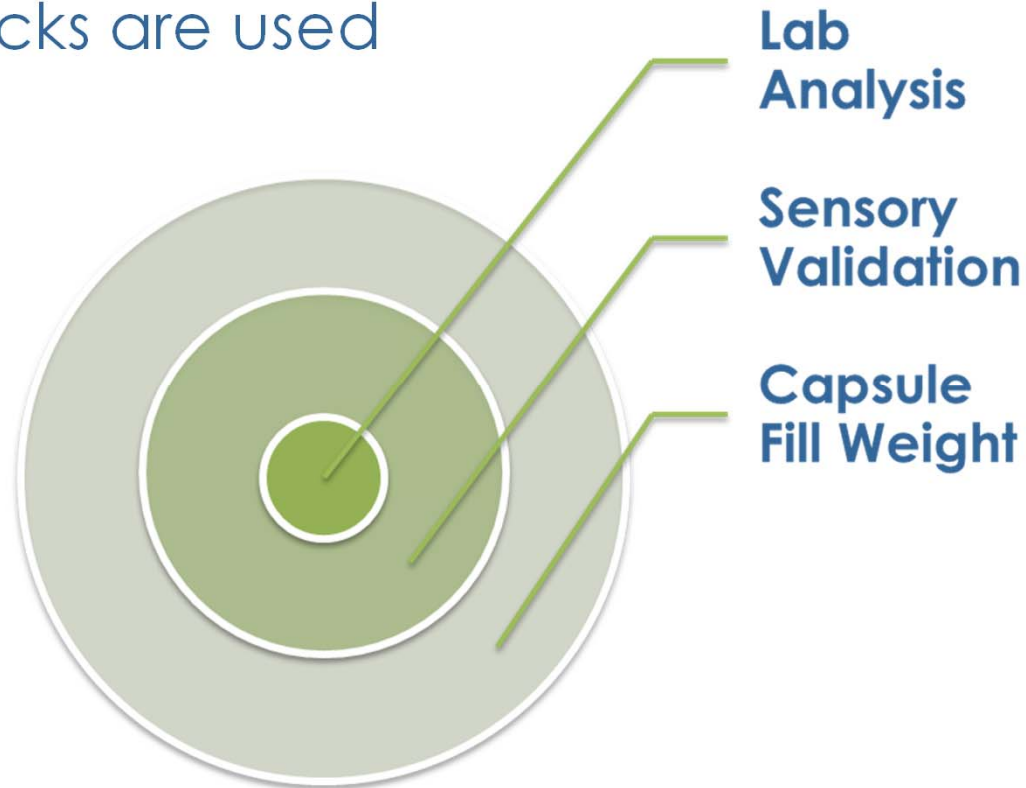 cks are used
Lab
Analysis
Sensory
Validation
Capsule
Fill Weight